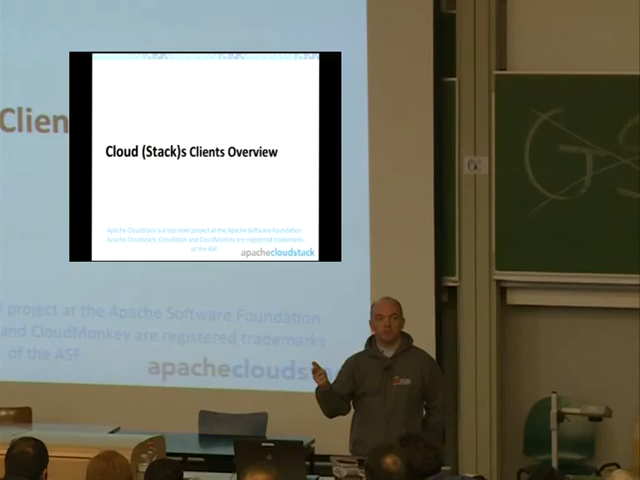 Clien
Cloud (Stack)s Clients Overview
Apache CloudStack is a top-level project at the Apache Software Foundation
Apache CloudStack, CloudStack and CloudMonkey are registered trademarks
of the ASF.
apachecloudstack
project at the Apache Software Foundation
and CloudMonkey are registered trademarks
of the ASF
apachecloudst
GS